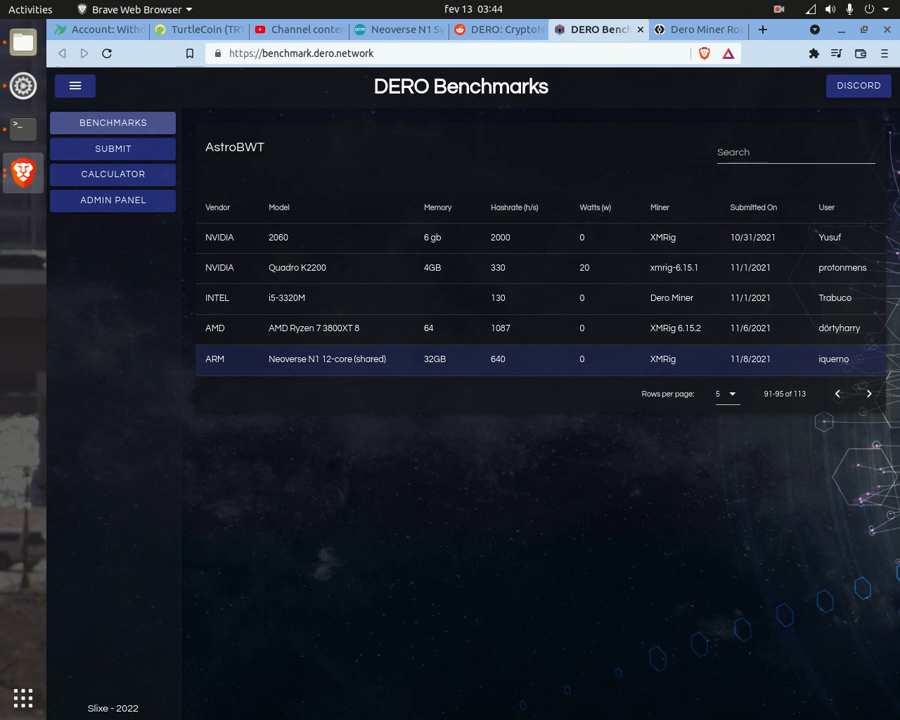 Activities Brave Web Browser fev 13 03:44
Account: Witho TurtleCoin (TRT Channel conten Neoverse N1 Sy DERO: CryptoN DERO Bench Dero Miner Roc
https://benchmark.dero.network
DERO Benchmarks DISCORD
BENCHMARKS
SUBMIT
CALCULATOR
ADMIN PANEL
AstroBWT Search
Vendor Model Memory Hashrate (h/s) Watts (w) Miner Submitted On User
NVIDIA 2060 6 gb 2000 0 XMRig 10/31/2021 Yusuf
NVIDIA Quadro K2200 4GB 330 20 xmrig-6.15.1 11/1/2021 protonmens
INTEL i5-3320M 130 0 Dero Miner 11/1/2021 Trabuco
AMD AMD Ryzen 7 3800XT 8 64 1087 0 XMRig 6.15.2 11/6/2021 dörtyharry
ARM Neoverse N1 12-core (shared) 32GB 640 0 XMRig 11/8/2021 iquerno
Rows per page: 5 91-95 of 113
Slixe - 2022